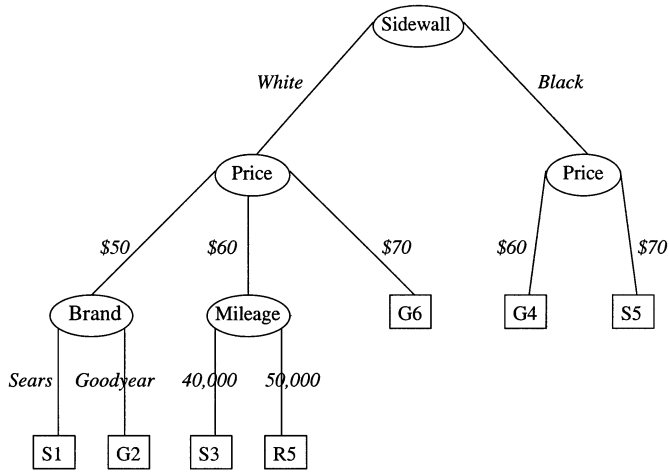 Sidewall
White Black
Price Price
$50 $60 $70 $60 $70
Brand Mileage G6 G4 S5
Sears Goodyear 40,000 50,000
S1 G2 S3 R5